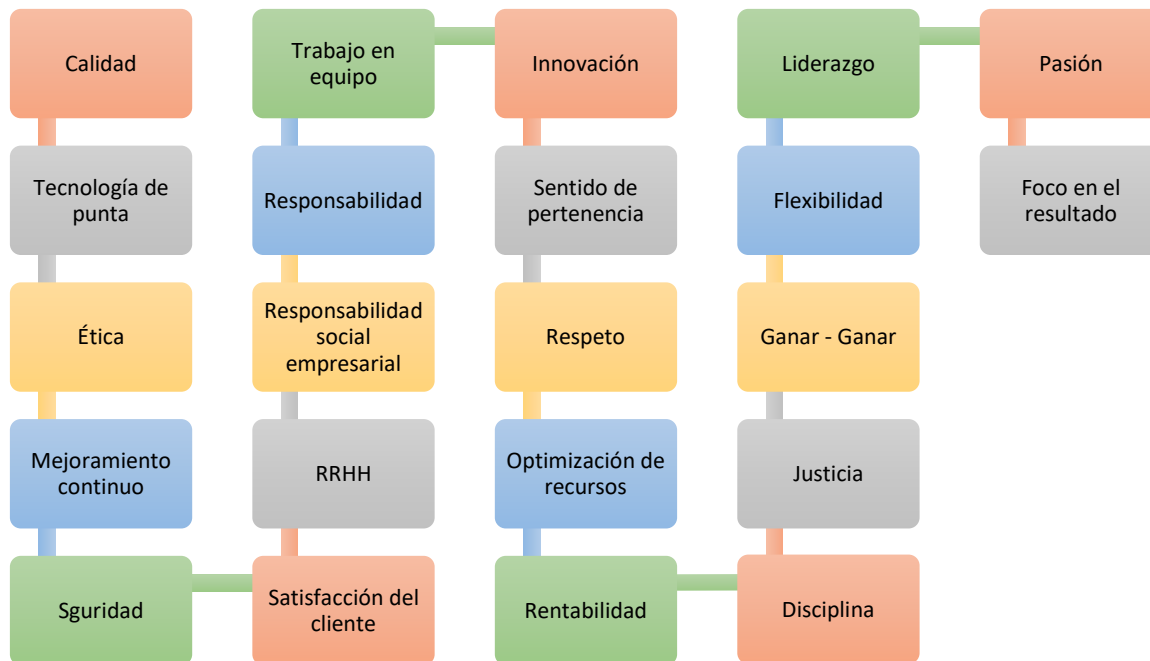 Calidad
Tecnología de
punta
Ética
Mejoramiento
continuo
Sguridad
Satisfacción del
cliente
RRHH
Responsabilidad
social
empresarial
Responsabilidad
Trabajo en
equipo
Innovación
Sentido de
pertenencia
Respeto
Optimización de
recursos
Rentabilidad
Disciplina
Justicia
Ganar - Ganar
Flexibilidad
Liderazgo
Pasión
Foco en el
resultado